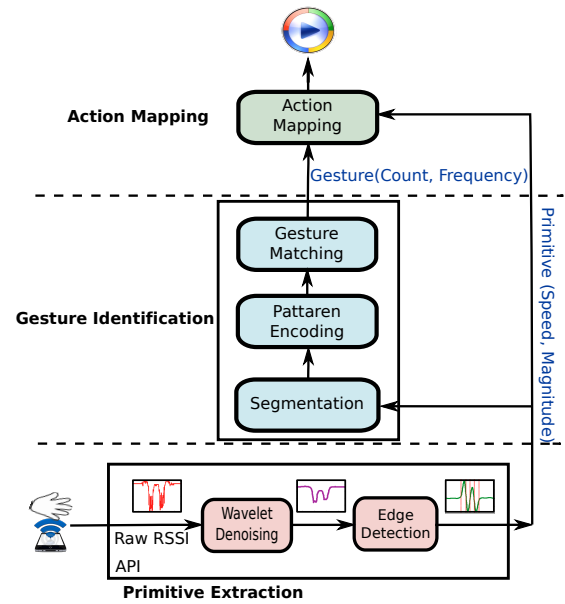 Action Mapping
Action
Mapping
Gesture(Count, Frequency)
Primitive (Speed, Magnitude)
Gesture
Matching
Gesture Identification
Pattaren
Encoding
Segmentation
Raw RSSI
Wavelet
Denoising
Edge
Detection
API
Primitive Extraction